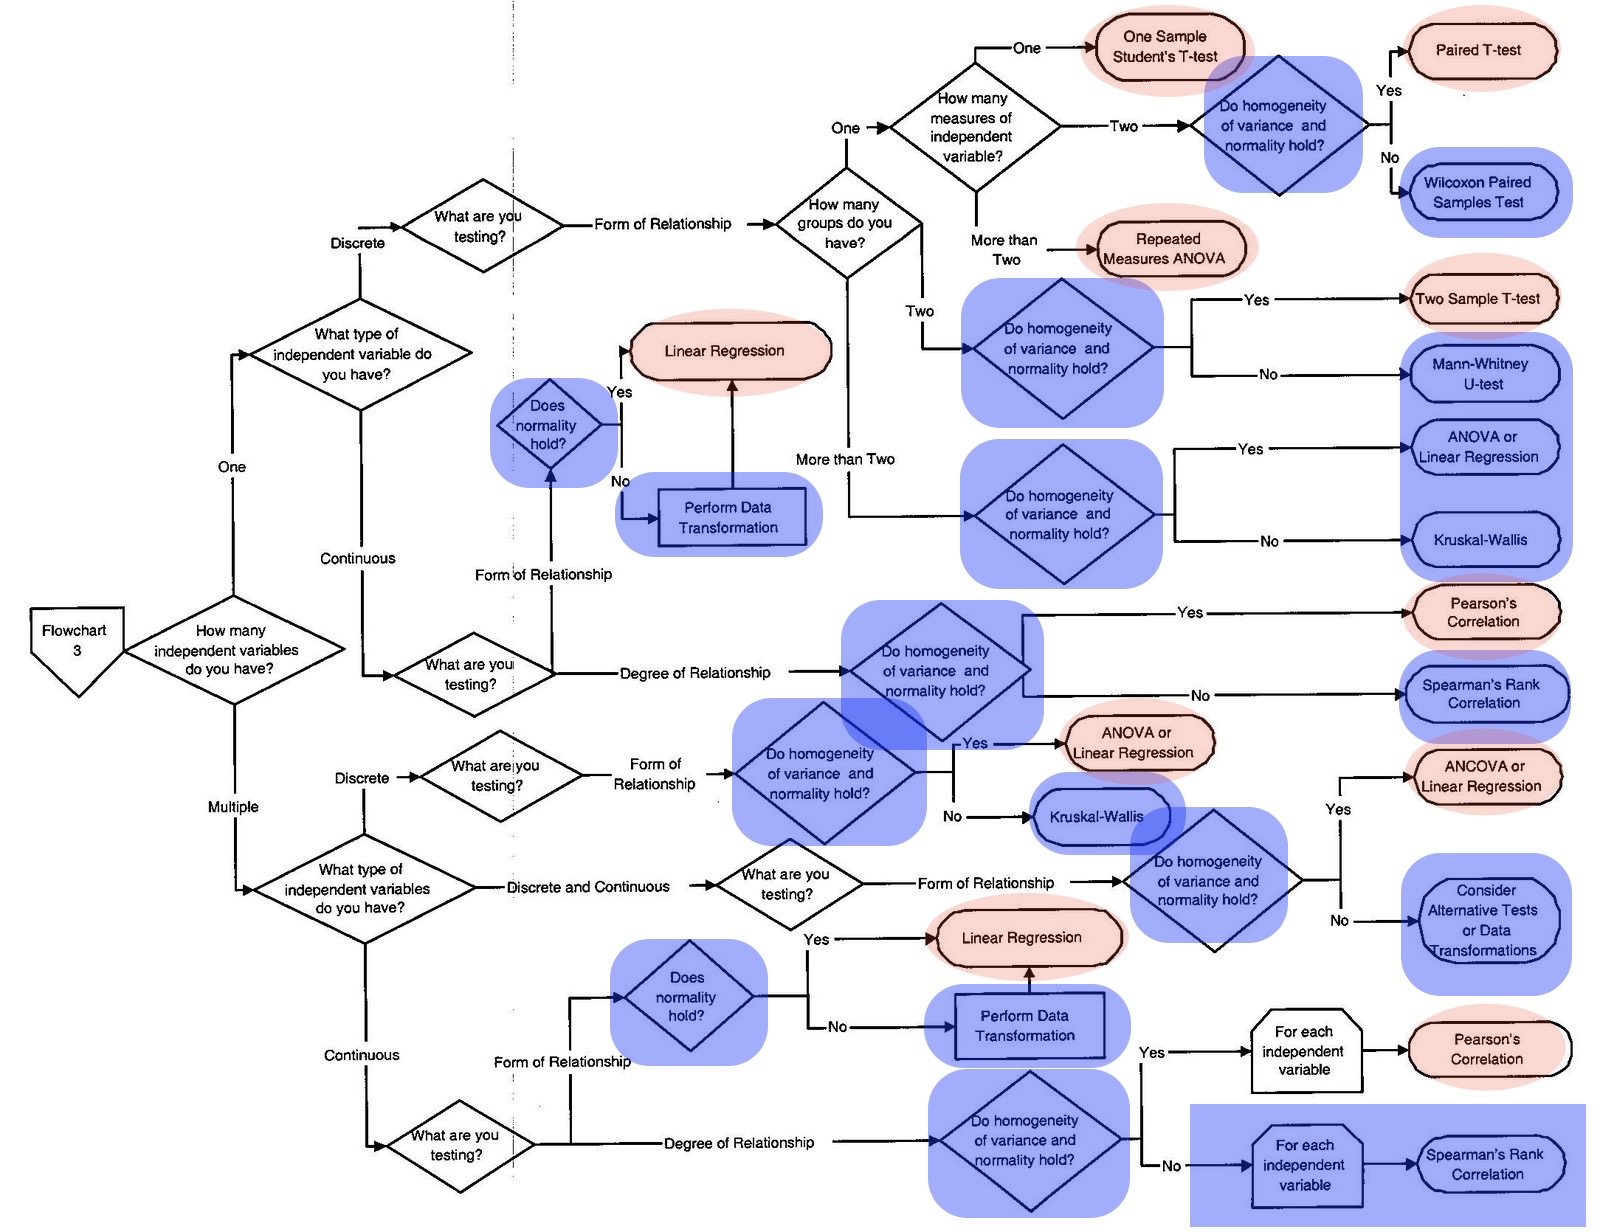 One
One Sample
Student's T-test
Paired T-test
Yes
How many
measures of
independent
variable?
Two
Do homogeneity
of variance and
normality hold?
No
Wilcoxon Paired
Samples Test
One
How many
groups do you
have?
What are you
testing?
Form of Relationship
Discrete
More than
Two
Repeated
Measures ANOVA
Two
Do homogeneity
of variance and
normality hold?
Yes
Two Sample T-test
No
Mann-Whitney
U-test
What type of
independent variable do
you have?
Linear Regression
Yes
Does
normality
hold?
No
Perform Data
Transformation
More than Two
Do homogeneity
of variance and
normality hold?
Yes
ANOVA or
Linear Regression
No
Kruskal-Wallis
One
Continuous
Form of Relationship
Flowchart
3
How many
independent variables
do you have?
What are you
testing?
Degree of Relationship
Do homogeneity
of variance and
normality hold?
Yes
Pearson's
Correlation
No
Spearman's Rank
Correlation
Multiple
Discrete
What are you
testing?
Form of
Relationship
Do homogeneity
of variance and
normality hold?
Yes
ANOVA or
Linear Regression
No
Kruskal-Wallis
What type of
independent variables
do you have?
Discrete and Continuous
What are you
testing?
Form of Relationship
Do homogeneity
of variance and
normality hold?
Yes
ANCOVA or
Linear Regression
No
Consider
Alternative Tests
or Data
Transformations
Continuous
Form of Relationship
Does
normality
hold?
Yes
Linear Regression
No
Perform Data
Transformation
What are you
testing?
Degree of Relationship
Do homogeneity
of variance and
normality hold?
Yes
For each
independent
variable
Pearson's
Correlation
No
For each
independent
variable
Spearman's Rank
Correlation